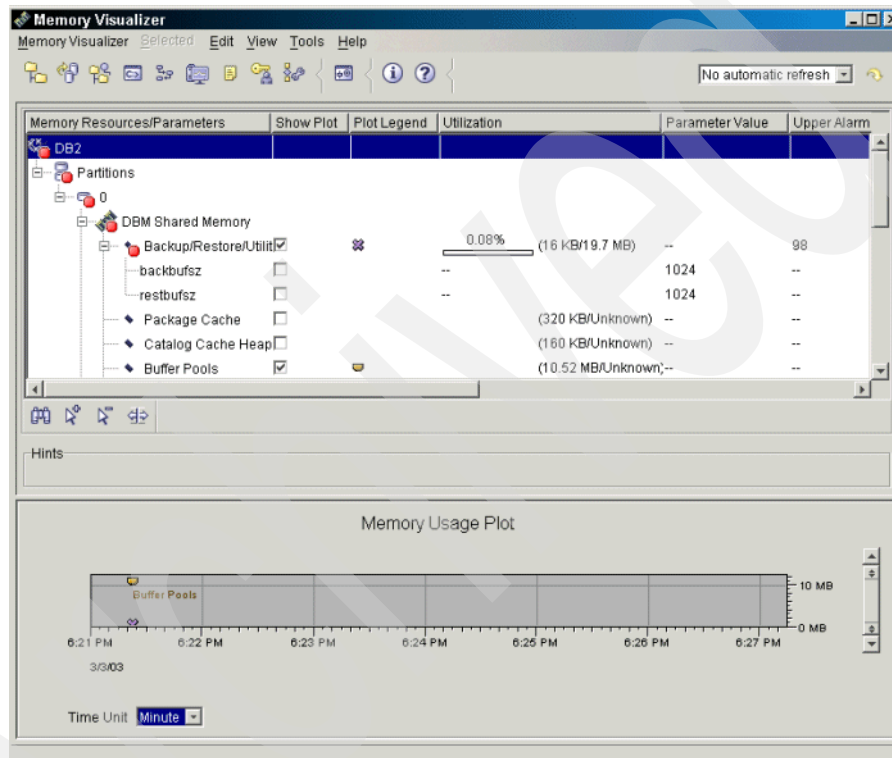 Memory Visualizer
Memory Visualizer Selected Edit View Tools Help
No automatic refresh
Memory Resources/Parameters Show Plot Plot Legend Utilization Parameter Value Upper Alarm
DB2
Partitions
0
DBM Shared Memory
Backup/Restore/Utilit 0.08% (16 KB/19.7 MB) -- 98
backbufsz -- 1024 --
restbufsz -- 1024 --
Package Cache (320 KB/Unknown) -- --
Catalog Cache Heap (160 KB/Unknown) -- --
Buffer Pools (10.52 MB/Unknown) -- --
Hints
Memory Usage Plot
10 MB
Buffer Pools
0 MB
6:21 PM 6:22 PM 6:23 PM 6:24 PM 6:25 PM 6:26 PM 6:27 PM
3/3/03
Time Unit Minute